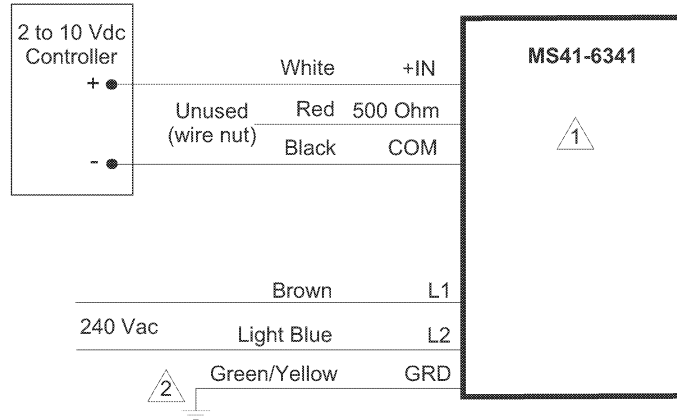 2 to 10 Vdc
Controller
+
-
White +IN
Unused
(wire nut)
Red 500 Ohm
Black COM
MS41-6341
1
Brown L1
240 Vac
Light Blue L2
2
Green/Yellow GRD